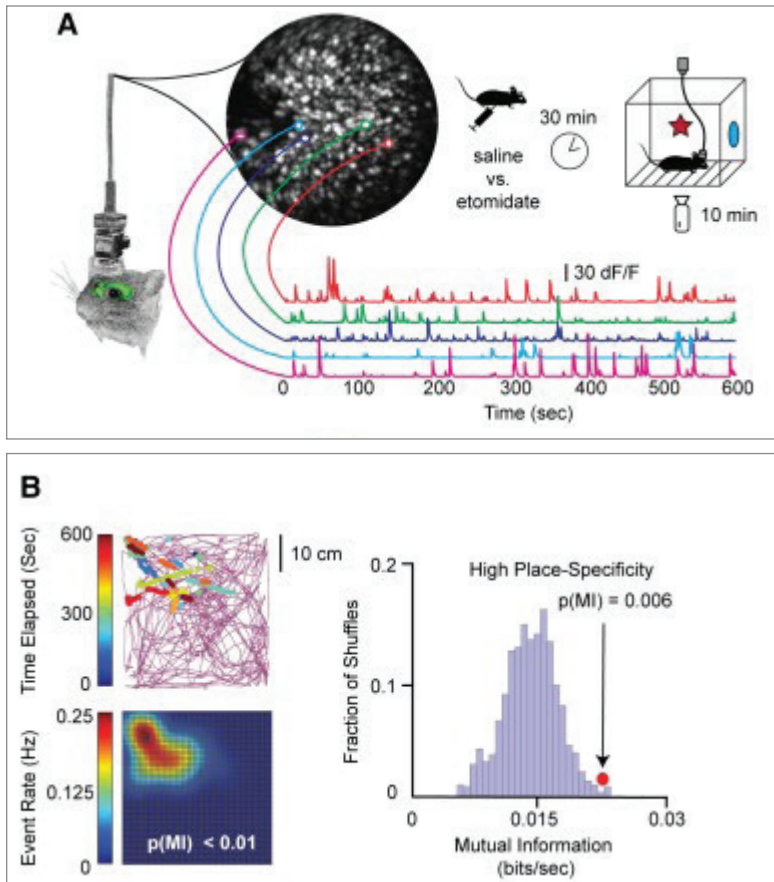 A
saline
vs.
etomidate
30 min
10 min
30 dF/F
0 100 200 300 400 500 600
Time (sec)
B
Time Elapsed (Sec)
600
300
0
10 cm
Event Rate (Hz)
0.25
0.125
0
p(MI) < 0.01
High Place-Specificity
p(MI) = 0.006
Fraction of Shuffles
0.2
0.1
0
0 0.015 0.03
Mutual Information
(bits/sec)